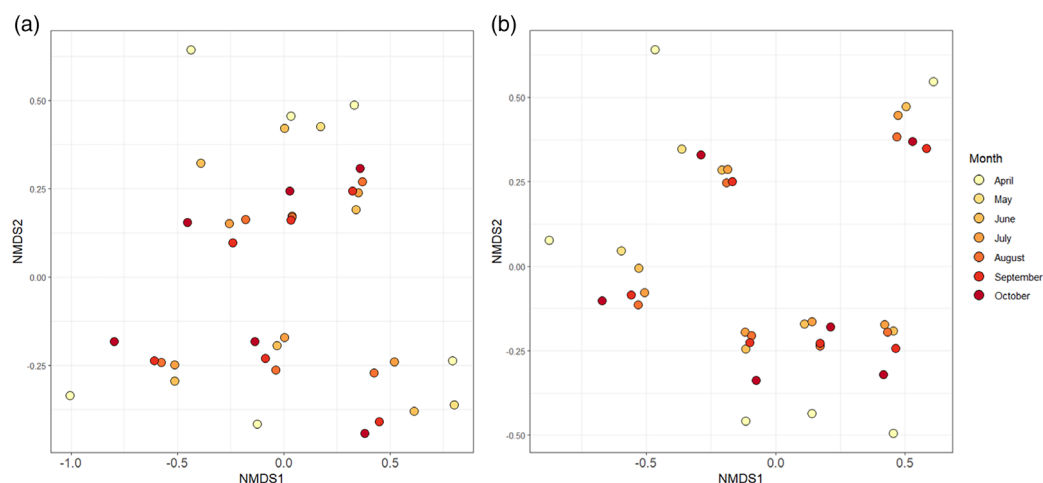 (a)
(b)
NMDS2
0.50
0.25
0.00
-0.25
-1.0 -0.5 0.0 0.5
NMDS1
NMDS2
0.50
0.25
0.00
-0.25
-0.50
-0.5 0.0 0.5
NMDS1
Month
April
May
June
July
August
September
October